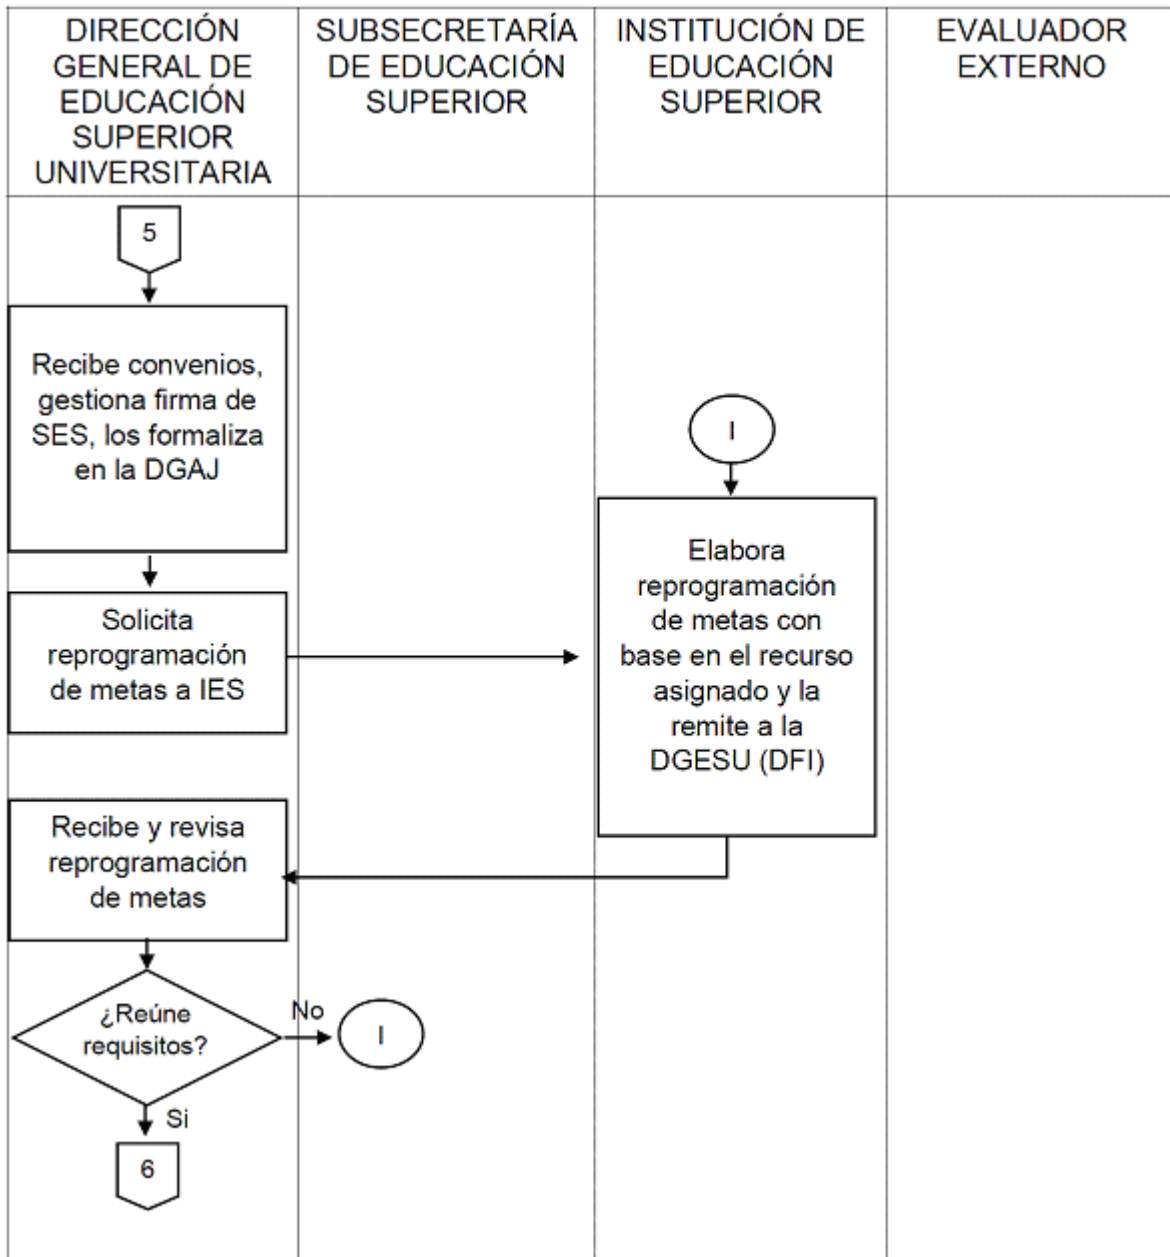 DIRECCIÓN
GENERAL DE
EDUCACIÓN
SUPERIOR
UNIVERSITARIA
SUBSECRETARÍA
DE EDUCACIÓN
SUPERIOR
INSTITUCIÓN DE
EDUCACIÓN
SUPERIOR
EVALUADOR
EXTERNO
5
Recibe convenios,
gestiona firma de
SES, los formaliza
en la DGAJ
Solicita
reprogramación
de metas a IES
I
Elabora
reprogramación
de metas con
base en el recurso
asignado y la
remite a la
DGESU (DFI)
Recibe y revisa
reprogramación
de metas
¿Reúne
requisitos?
No
I
Si
6